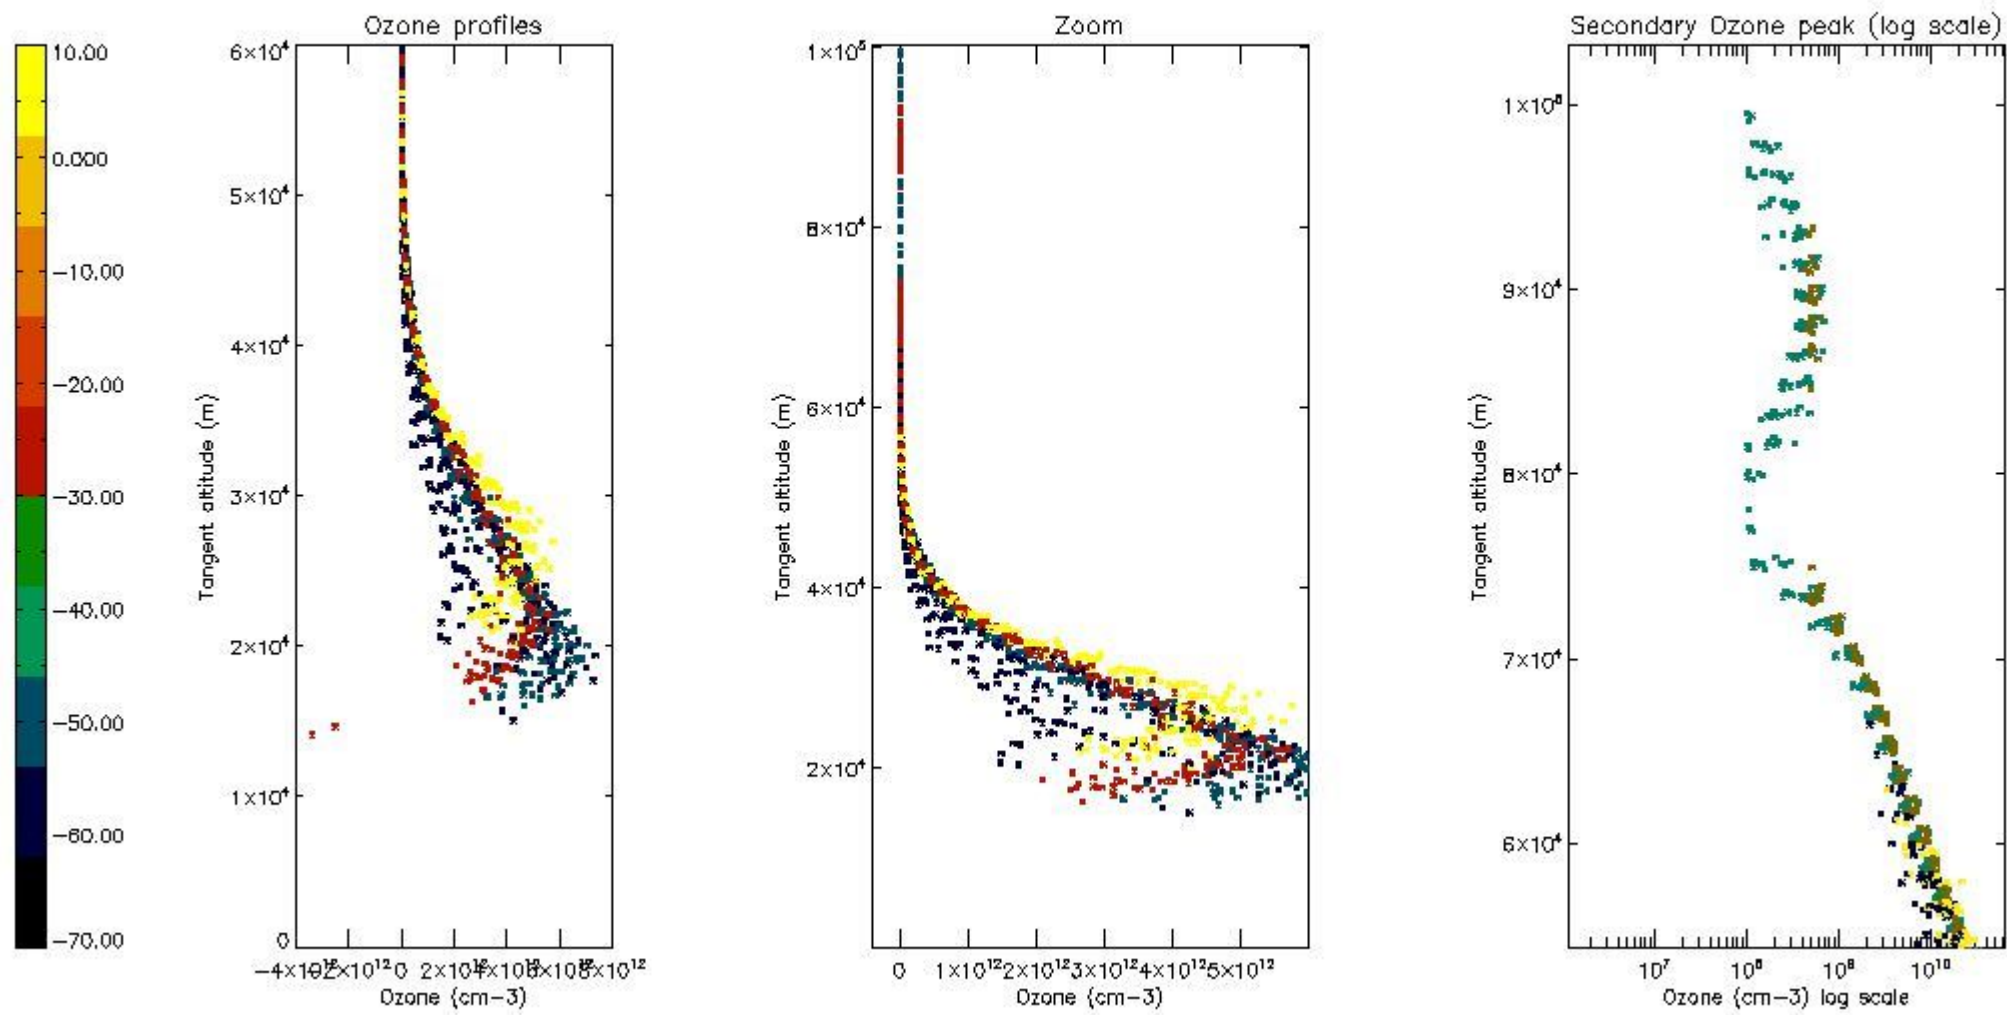 Ozone profiles
Zoom
Secondary Ozone peak (log scale)
10.00
0.000
−10.00
−20.00
−30.00
−40.00
−50.00
−60.00
−70.00
6×10⁴
5×10⁴
4×10⁴
3×10⁴
2×10⁴
1×10⁴
0
Tangent altitude (m)
0
Ozone (cm−3)
1×10⁵
8×10⁴
6×10⁴
4×10⁴
2×10⁴
Tangent altitude (m)
0 1×10¹² 2×10¹² 3×10¹² 4×10¹² 5×10¹²
Ozone (cm−3)
9×10⁴
8×10⁴
7×10⁴
6×10⁴
Tangent altitude (m)
10⁷ 10¹⁰
Ozone (cm−3) log scale